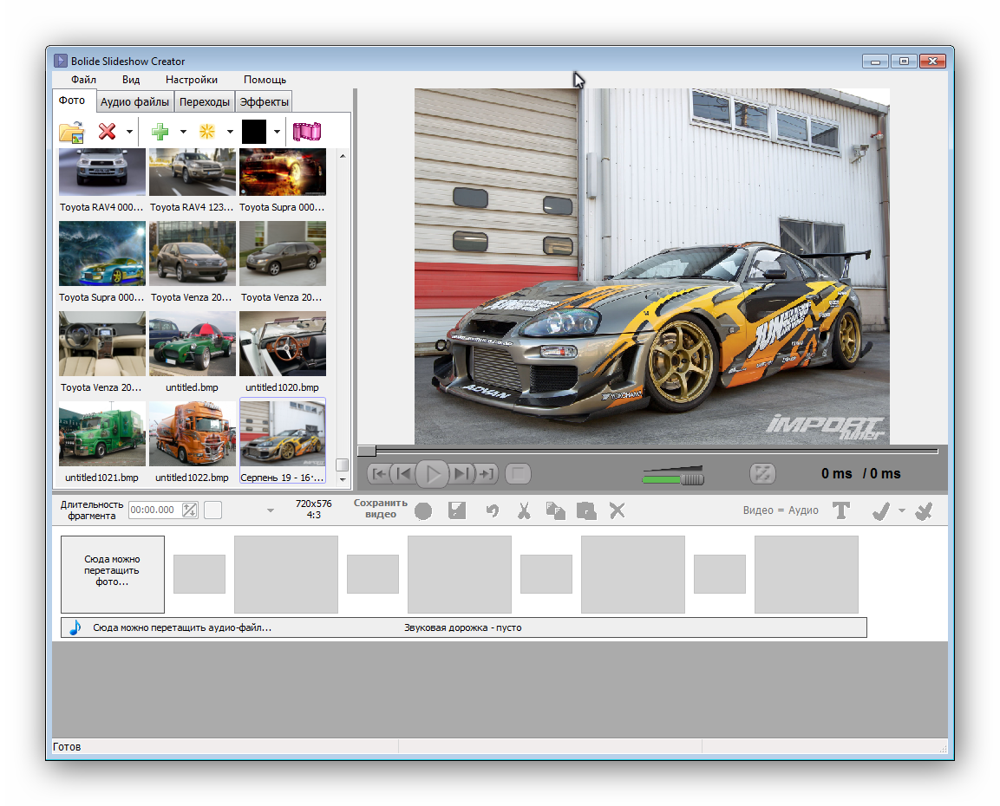 Bolide Slideshow Creator
Файл Вид Настройки Помощь
Фото Аудио файлы Переходы Эффекты
Toyota RAV4 000... Toyota RAV4 123... Toyota Supra 000...
Toyota Supra 000... Toyota Venza 20... Toyota Venza 20...
Toyota Venza 20... untitled.bmp untitled1020.bmp
untitled1021.bmp untitled1022.bmp Серпень 19 - 16·...
JUN
ADVAN
YOKOHAMA
IMPORT
tuner
0 ms / 0 ms
Длительность
фрагмента
00:00.000
720x576
4:3
Сохранить
видео
Видео = Аудио
T
Сюда можно
перетащить
фото...
Сюда можно перетащить аудио-файл... Звуковая дорожка - пусто
Готов